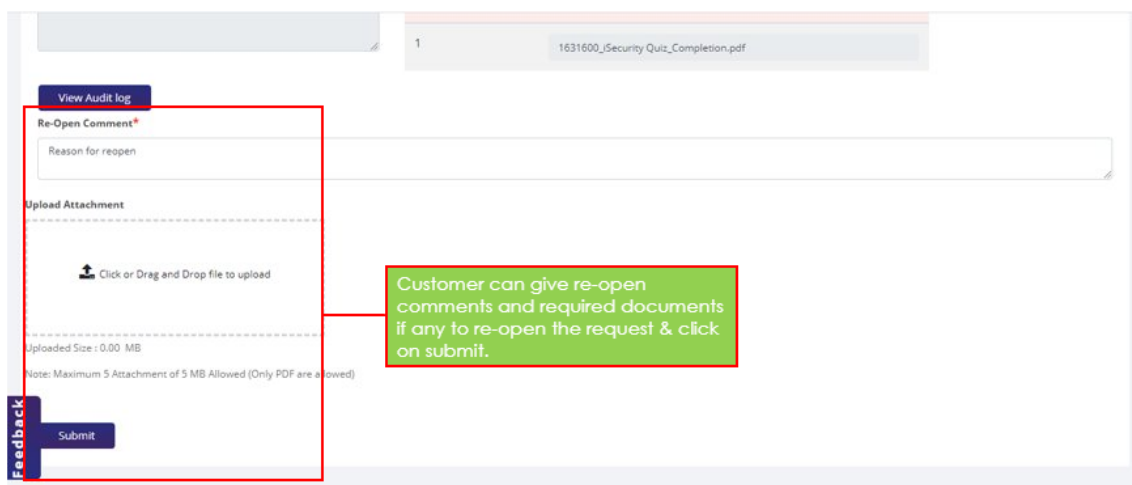 1
1631600_iSecurity Quiz_Completion.pdf
View Audit log
Re-Open Comment*
Reason for reopen
Upload Attachment
Click or Drag and Drop file to upload
Customer can give re-open
comments and required documents
if any to re-open the request & click
on submit.
Uploaded Size : 0.00 MB
Note: Maximum 5 Attachment of 5 MB Allowed (Only PDF are allowed)
Feedback
Submit